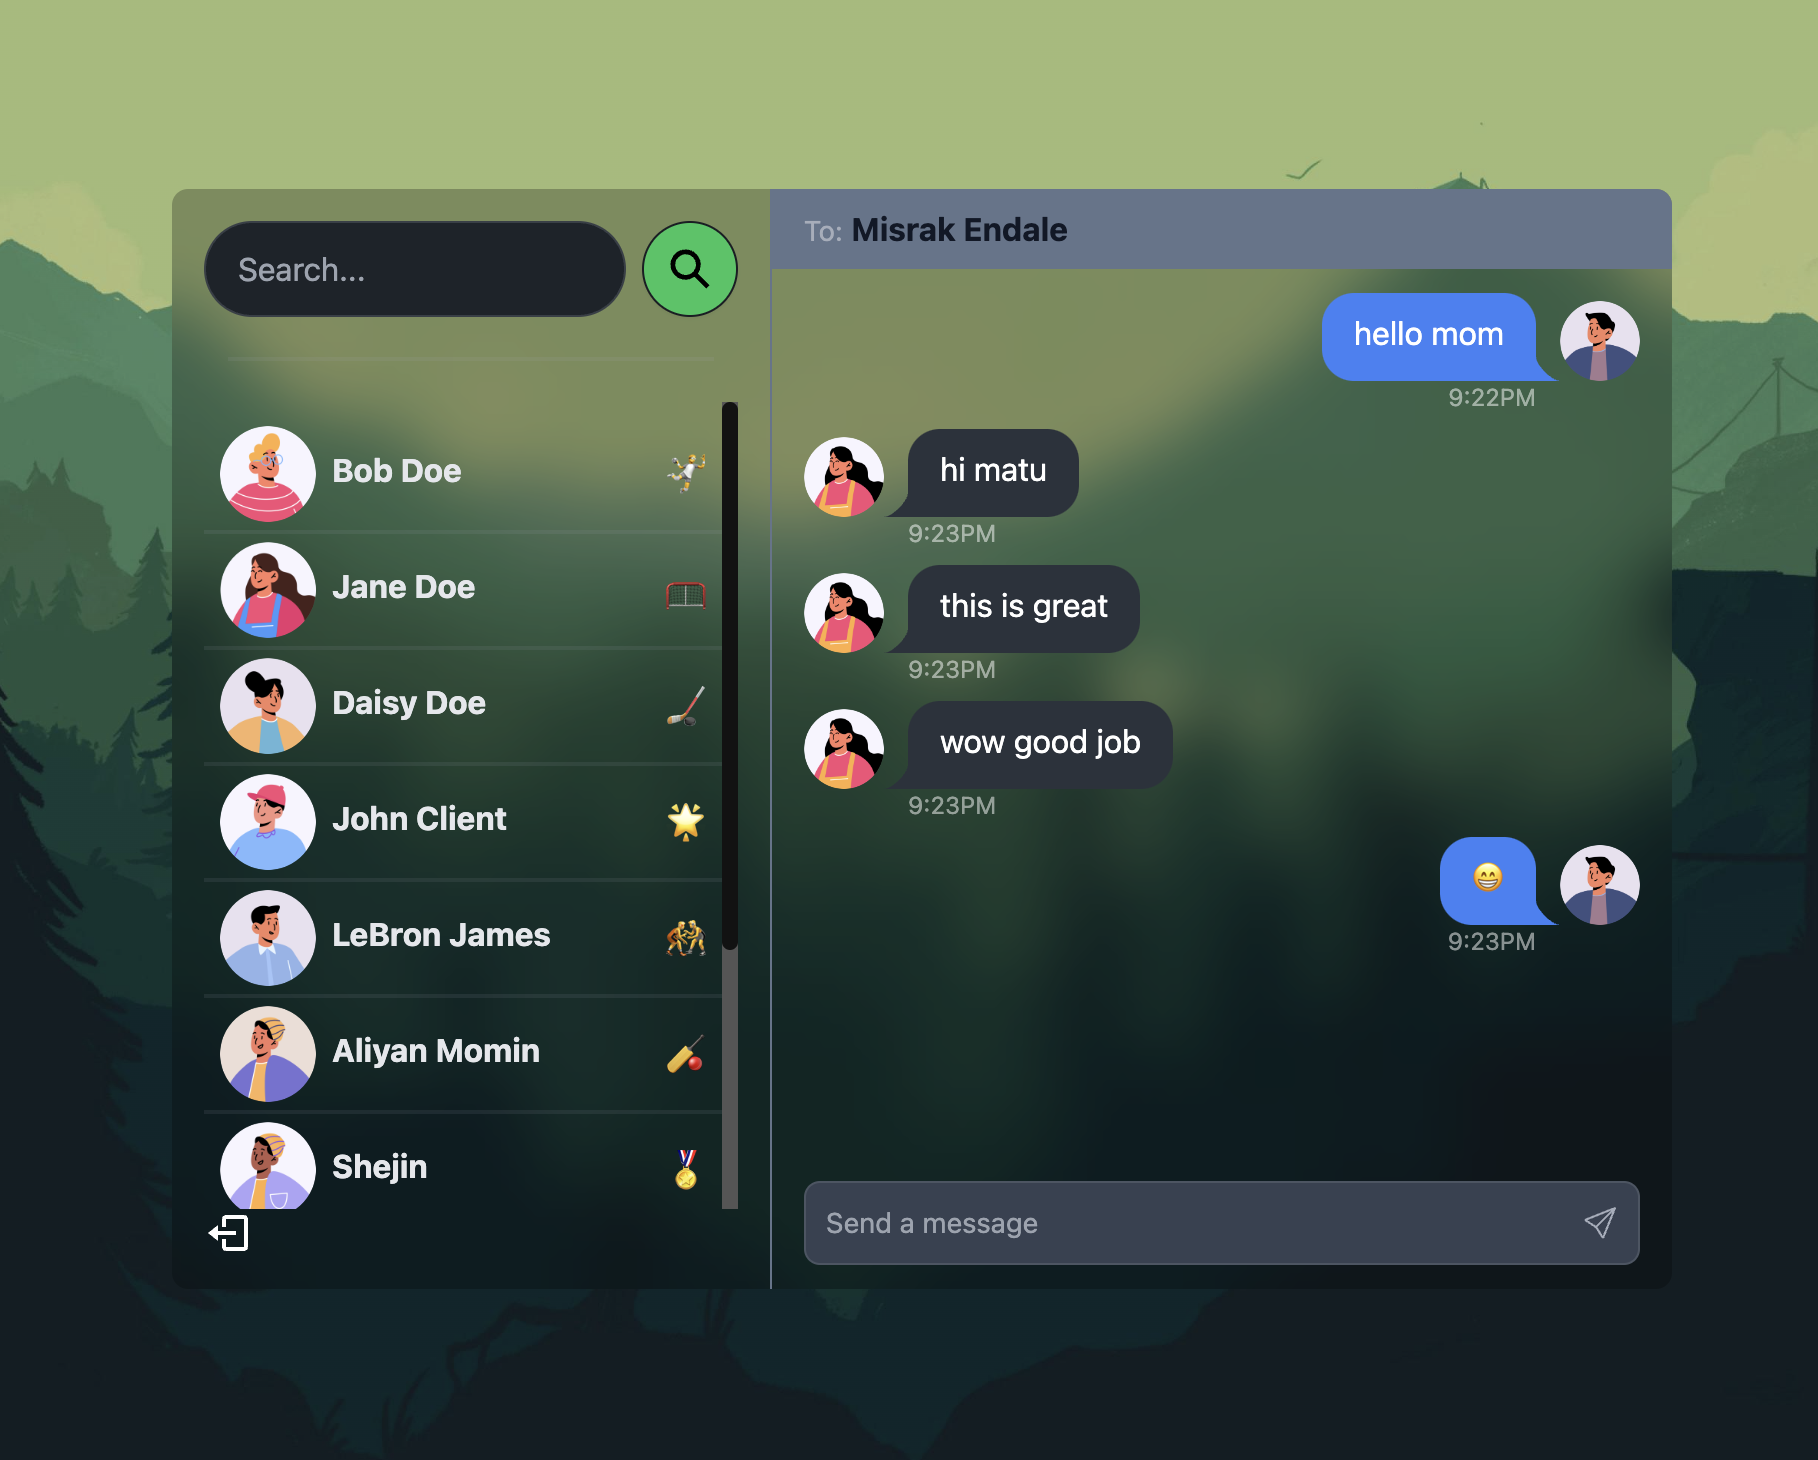 Search...
Bob Doe
Jane Doe
Daisy Doe
John Client
LeBron James
Aliyan Momin
Shejin
To: Misrak Endale
hello mom
9:22PM
hi matu
9:23PM
this is great
9:23PM
wow good job
9:23PM
😁
9:23PM
Send a message